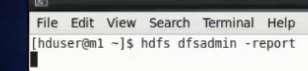 File Edit View Search Terminal Help
[hduser@m1 ~]$ hdfs dfsadmin -report